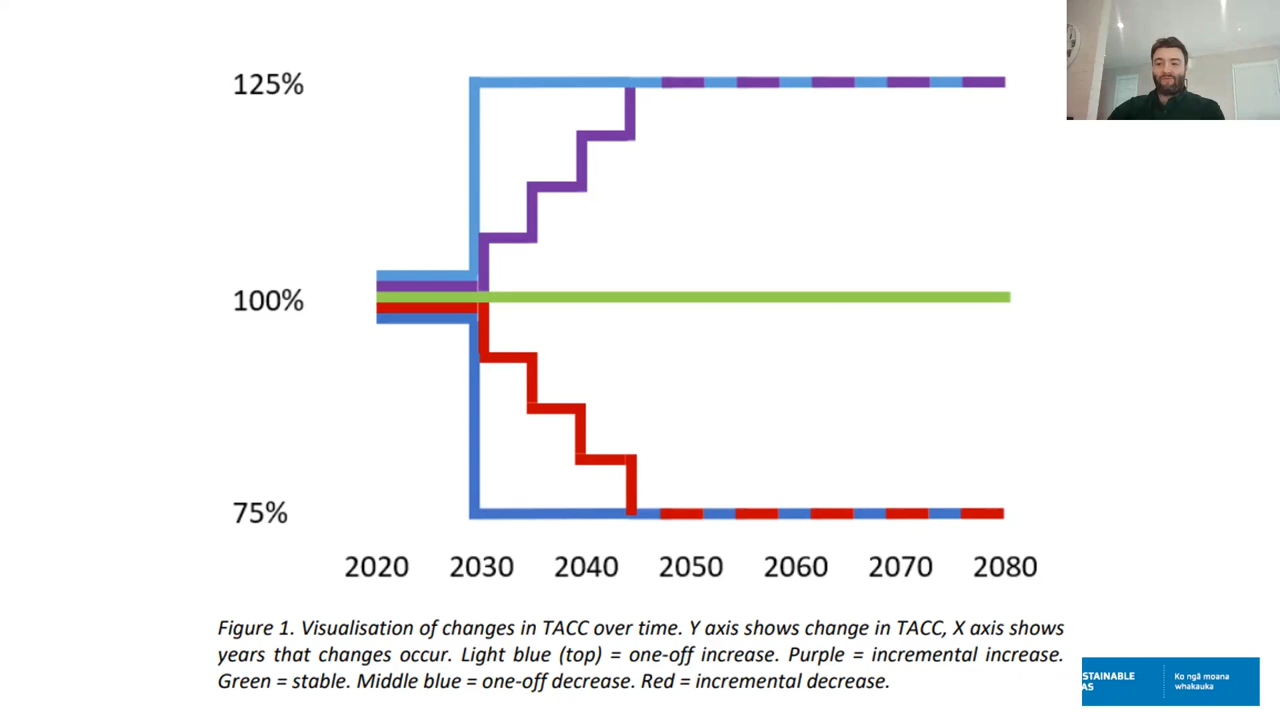 125%
100%
75%
2020 2030 2040 2050 2060 2070 2080
Figure 1. Visualisation of changes in TACC over time. Y axis shows change in TACC, X axis shows
years that changes occur. Light blue (top) = one-off increase. Purple = incremental increase.
Green = stable. Middle blue = one-off decrease. Red = incremental decrease.
STAINABLE
AS
Ko ngā moana
whakauka